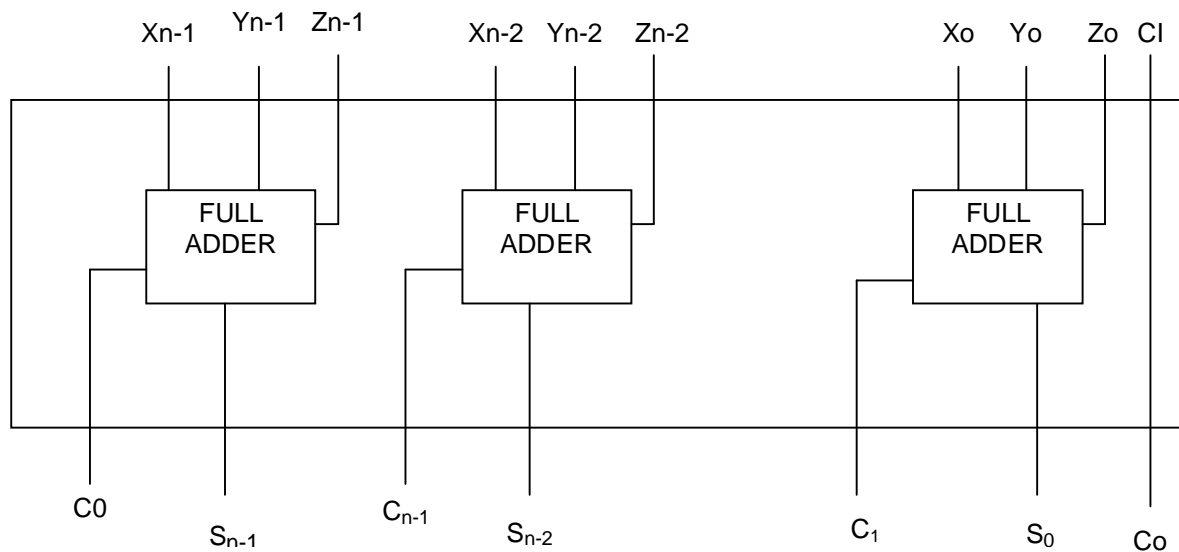 Xn-1 Yn-1 Zn-1 Xn-2 Yn-2 Zn-2 Xo Yo Zo CI
FULL ADDER
FULL ADDER
FULL ADDER
C0 Sn-1 Cn-1 Sn-2 C1 S0 Co